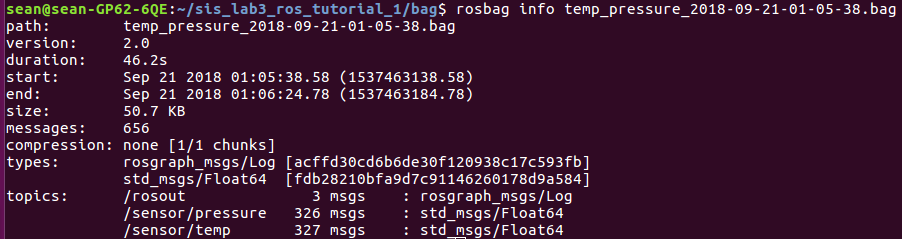 sean@sean-GP62-6QE:~/sis_lab3_ros_tutorial_1/bag$ rosbag info temp_pressure_2018-09-21-01-05-38.bag
path:        temp_pressure_2018-09-21-01-05-38.bag
version:     2.0
duration:    46.2s
start:       Sep 21 2018 01:05:38.58 (1537463138.58)
end:         Sep 21 2018 01:06:24.78 (1537463184.78)
size:        50.7 KB
messages:    656
compression: none [1/1 chunks]
types:       rosgraph_msgs/Log [acffd30cd6b6de30f120938c17c593fb]
             std_msgs/Float64  [fdb28210bfa9d7c91146260178d9a584]
topics:      /rosout              3 msgs    : rosgraph_msgs/Log
             /sensor/pressure   326 msgs    : std_msgs/Float64
             /sensor/temp       327 msgs    : std_msgs/Float64